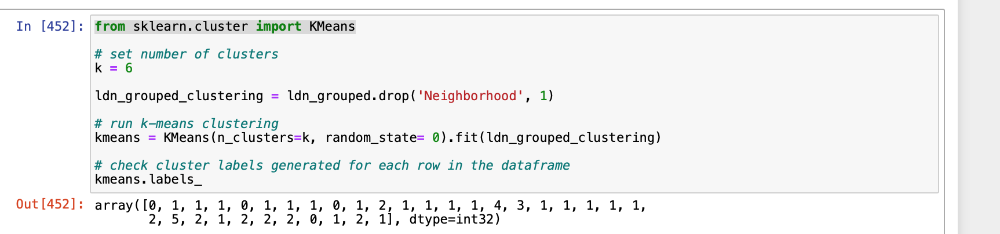 In [452]: from sklearn.cluster import KMeans
# set number of clusters
k = 6
ldn_grouped_clustering = ldn_grouped.drop('Neighborhood', 1)
# run k-means clustering
kmeans = KMeans(n_clusters=k, random_state= 0).fit(ldn_grouped_clustering)
# check cluster labels generated for each row in the dataframe
kmeans.labels_
Out[452]: array([0, 1, 1, 1, 0, 1, 1, 1, 0, 1, 2, 1, 1, 1, 1, 4, 3, 1, 1, 1, 1, 1,
2, 5, 2, 1, 2, 2, 2, 0, 1, 2, 1], dtype=int32)